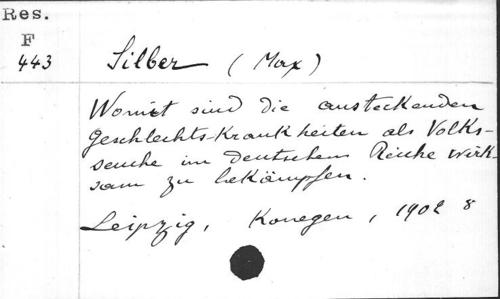 Res.
F
443
Silber (Max)
Womit sind die ansteckenden
Geschlechts-Krankheiten als Volks-
seuche im deutschen Reiche wirk-
sam zu bekämpfen.
Leipzig, Konegen, 1902 8